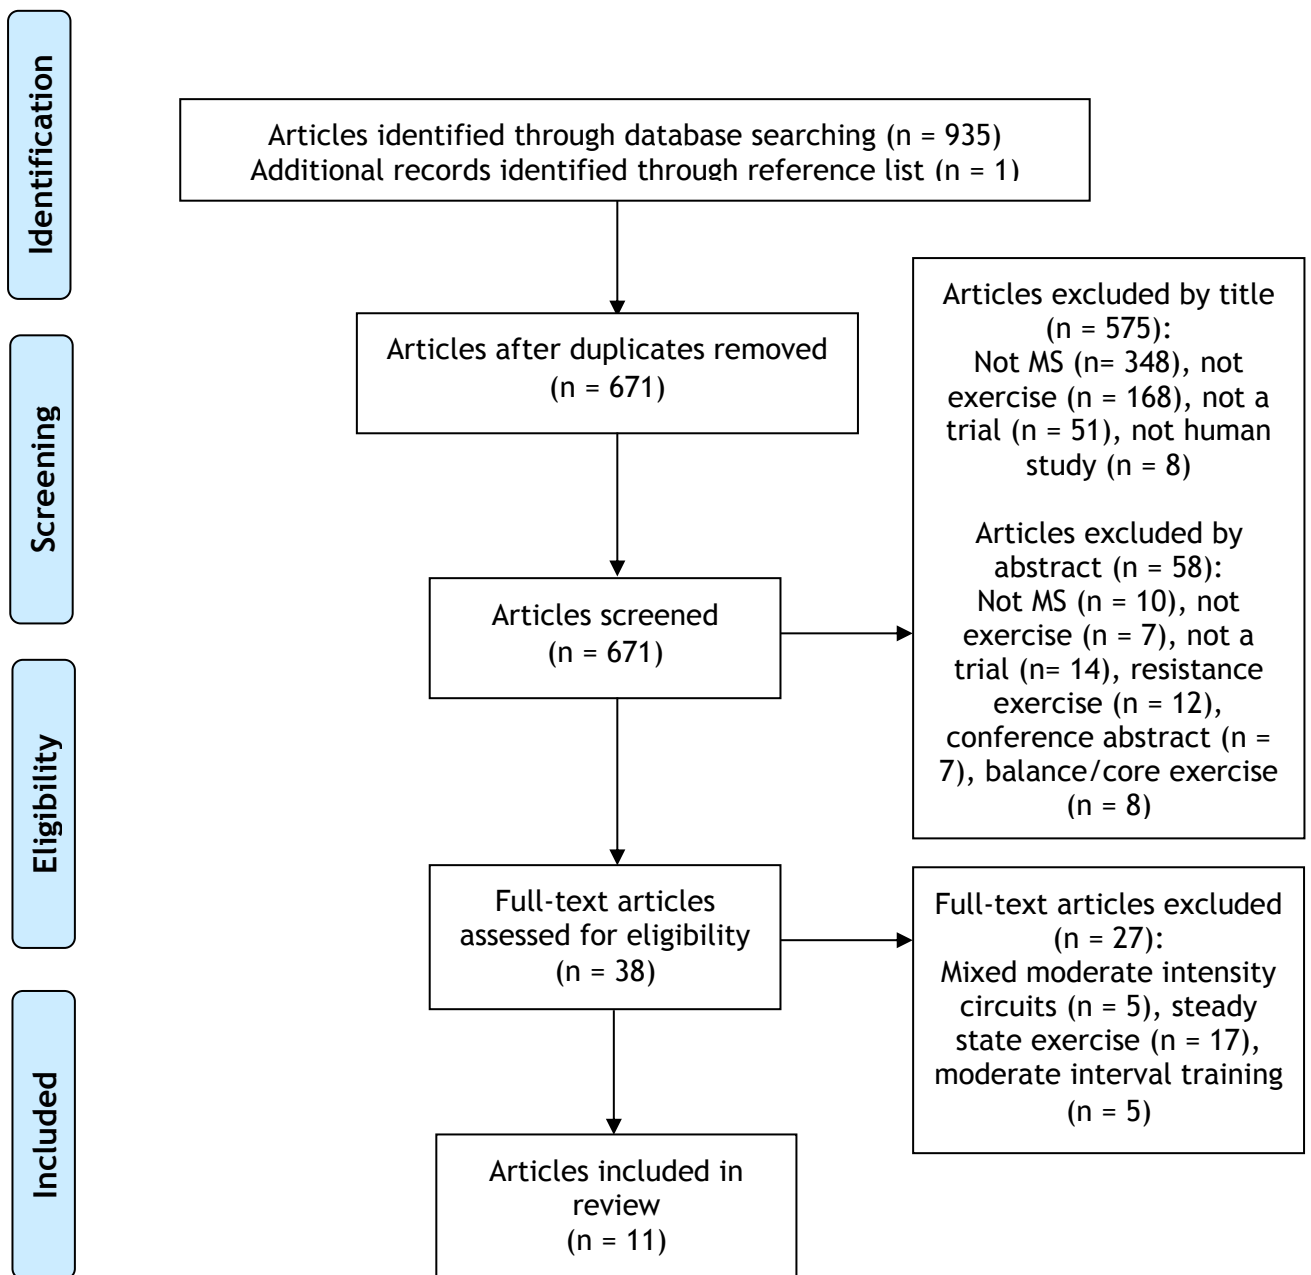 Identification
Articles identified through database searching (n = 935)
Additional records identified through reference list (n = 1)
Articles excluded by title
(n = 575):
Not MS (n= 348), not
exercise (n = 168), not a
trial (n = 51), not human
study (n = 8)
Articles excluded by
abstract (n = 58):
Not MS (n = 10), not
exercise (n = 7), not a
trial (n= 14), resistance
exercise (n = 12),
conference abstract (n =
7), balance/core exercise
(n = 8)
Screening
Articles after duplicates removed
(n = 671)
Articles screened
(n = 671)
Eligibility
Full-text articles
assessed for eligibility
(n = 38)
Full-text articles excluded
(n = 27):
Mixed moderate intensity
circuits (n = 5), steady
state exercise (n = 17),
moderate interval training
(n = 5)
Included
Articles included in
review
(n = 11)